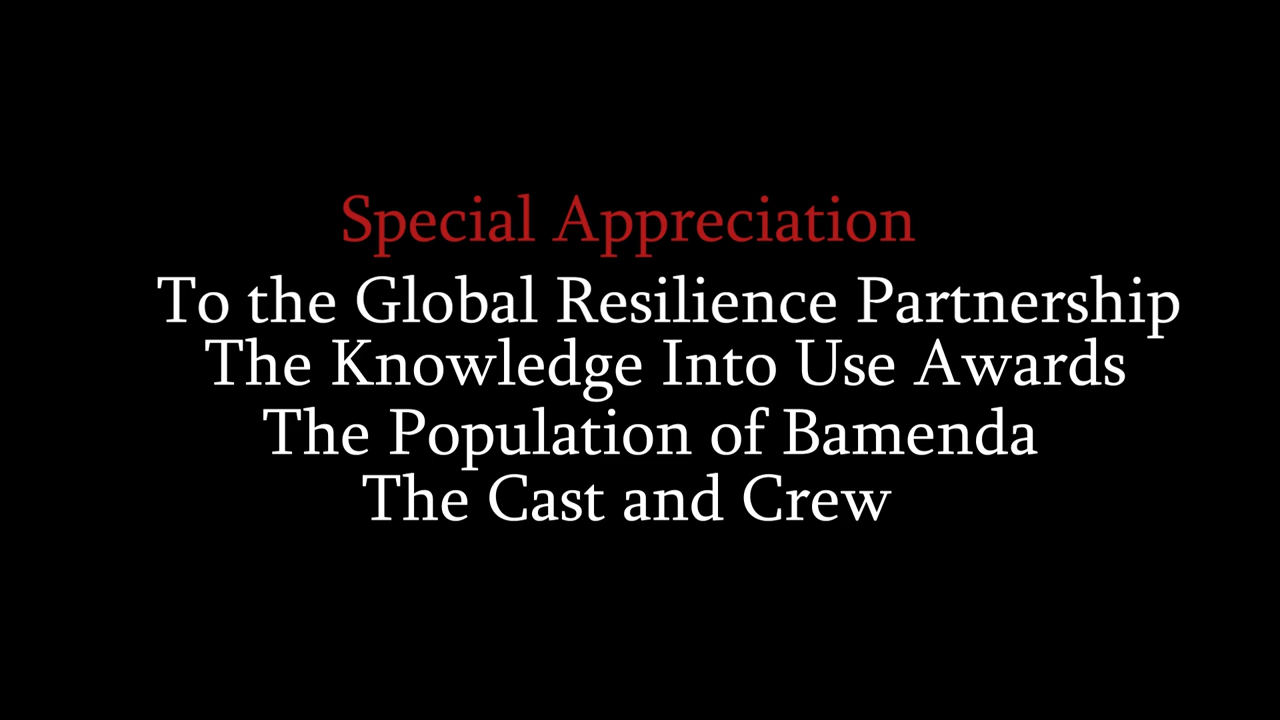 Special Appreciation
To the Global Resilience Partnership
The Knowledge Into Use Awards
The Population of Bamenda
The Cast and Crew